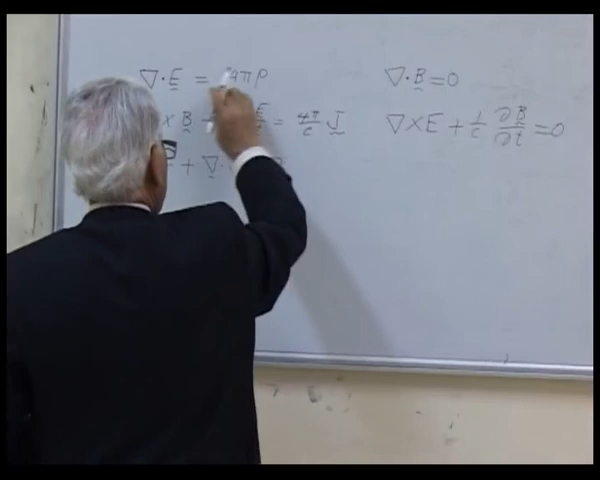 ∇·E = 4πρ ∇·B = 0
× B E = 4π/c J ∇×E + 1/c ∂B/∂t = 0
+ ∇·